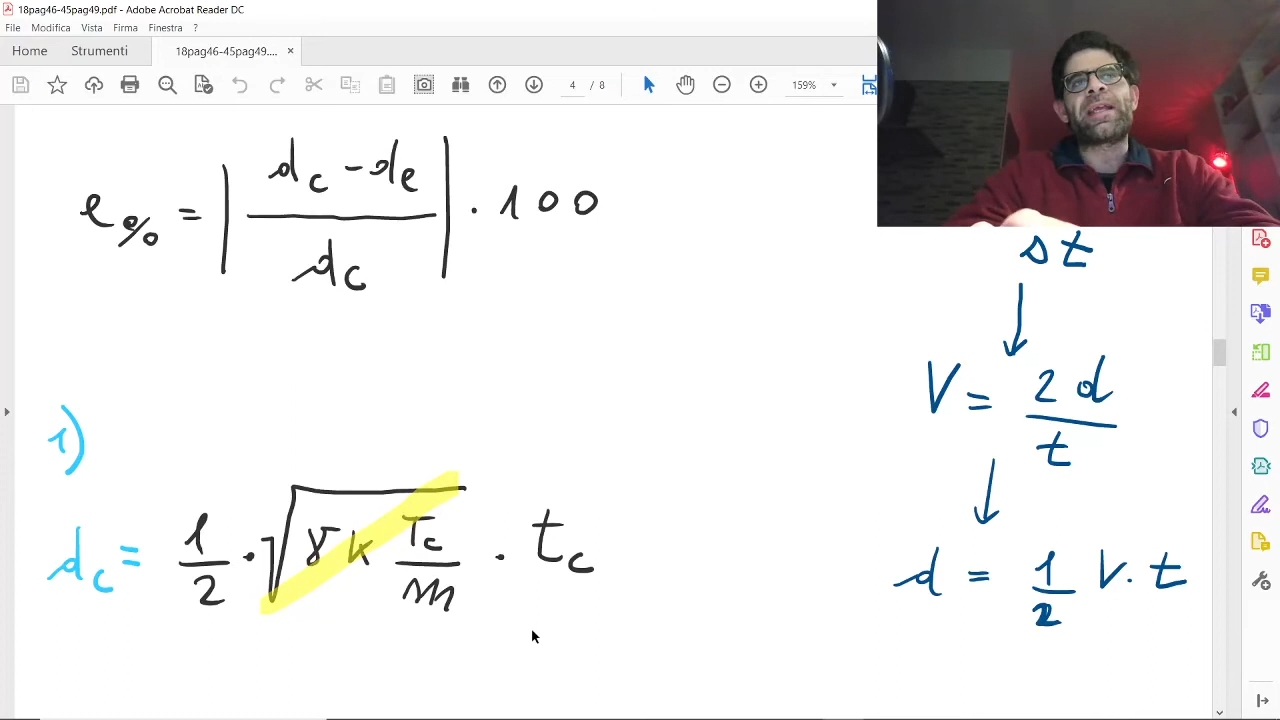 18pag46-45pag49.pdf - Adobe Acrobat Reader DC
File Modifica Vista Firma Finestra ?
Home Strumenti 18pag46-45pag49.... ×
4 / 8 159%
e% = | (dc - de) / dc | · 100
Δt
V = 2d / t
d = 1/2 V · t
1)
dc = 1/2 · √(γk Tc/m) · tc